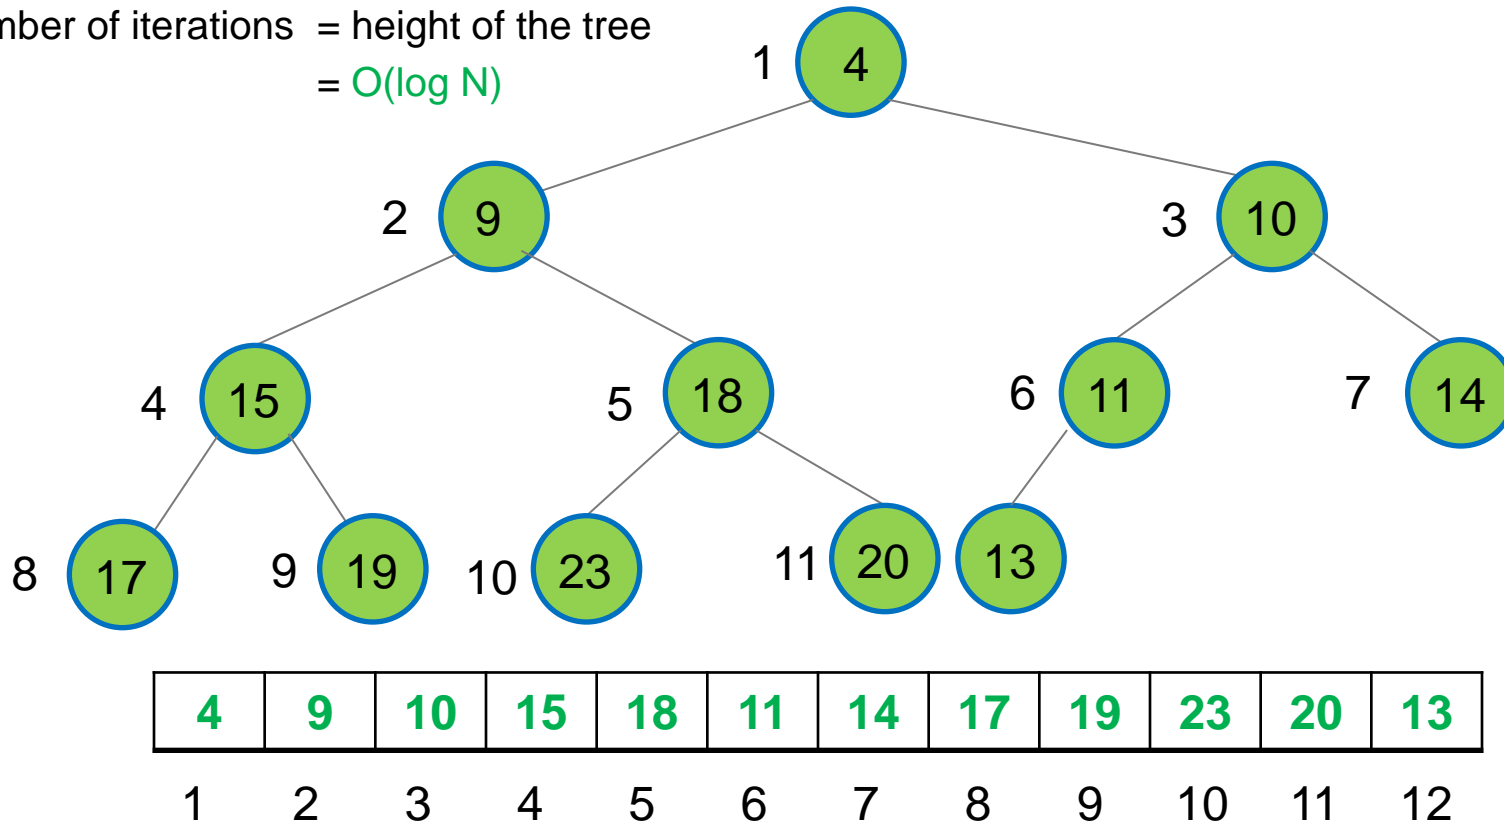 mber of iterations = height of the tree
= O(log N)
1 4
2 9 3 10
4 15 5 18 6 11 7 14
8 17 9 19 10 23 11 20 13
4 9 10 15 18 11 14 17 19 23 20 13
1 2 3 4 5 6 7 8 9 10 11 12